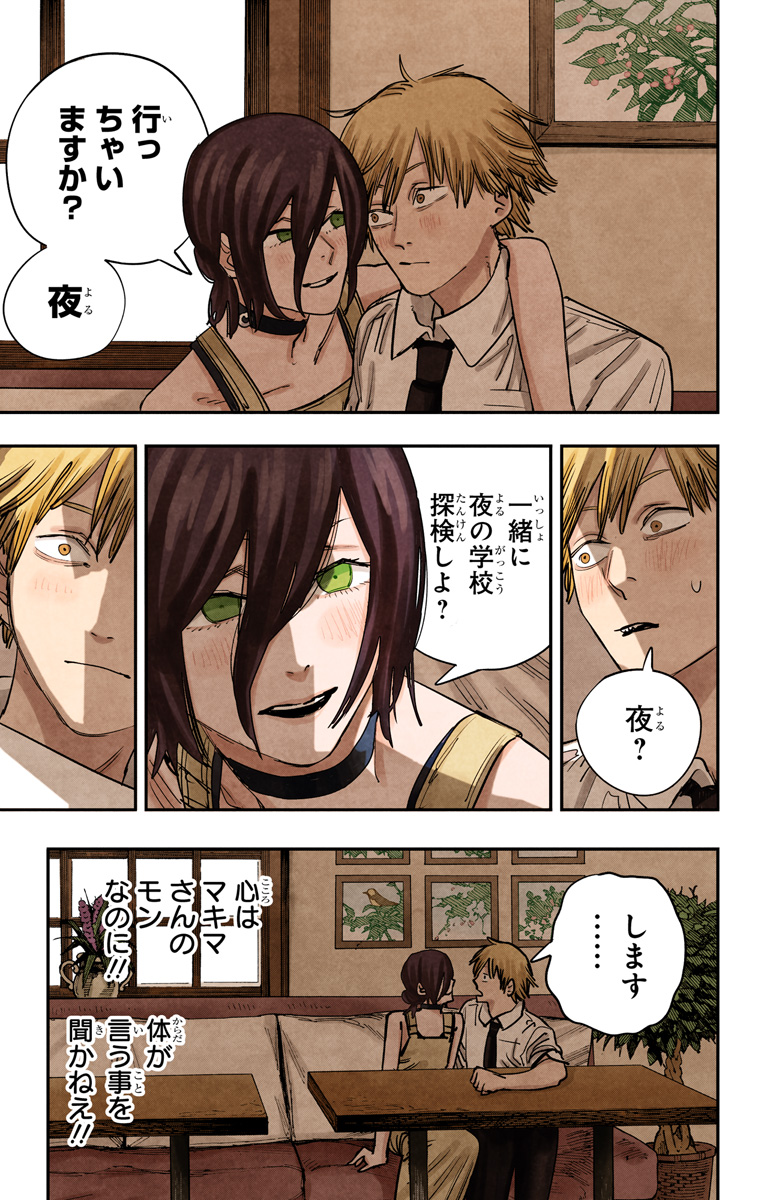 行っ
ちゃい
ますか？
夜
夜？
一緒に
夜の学校
探検しよ？
します
……
心は
マキマ
さんの
モン
なのに!!
体が
言う事を
聞かねえ!!